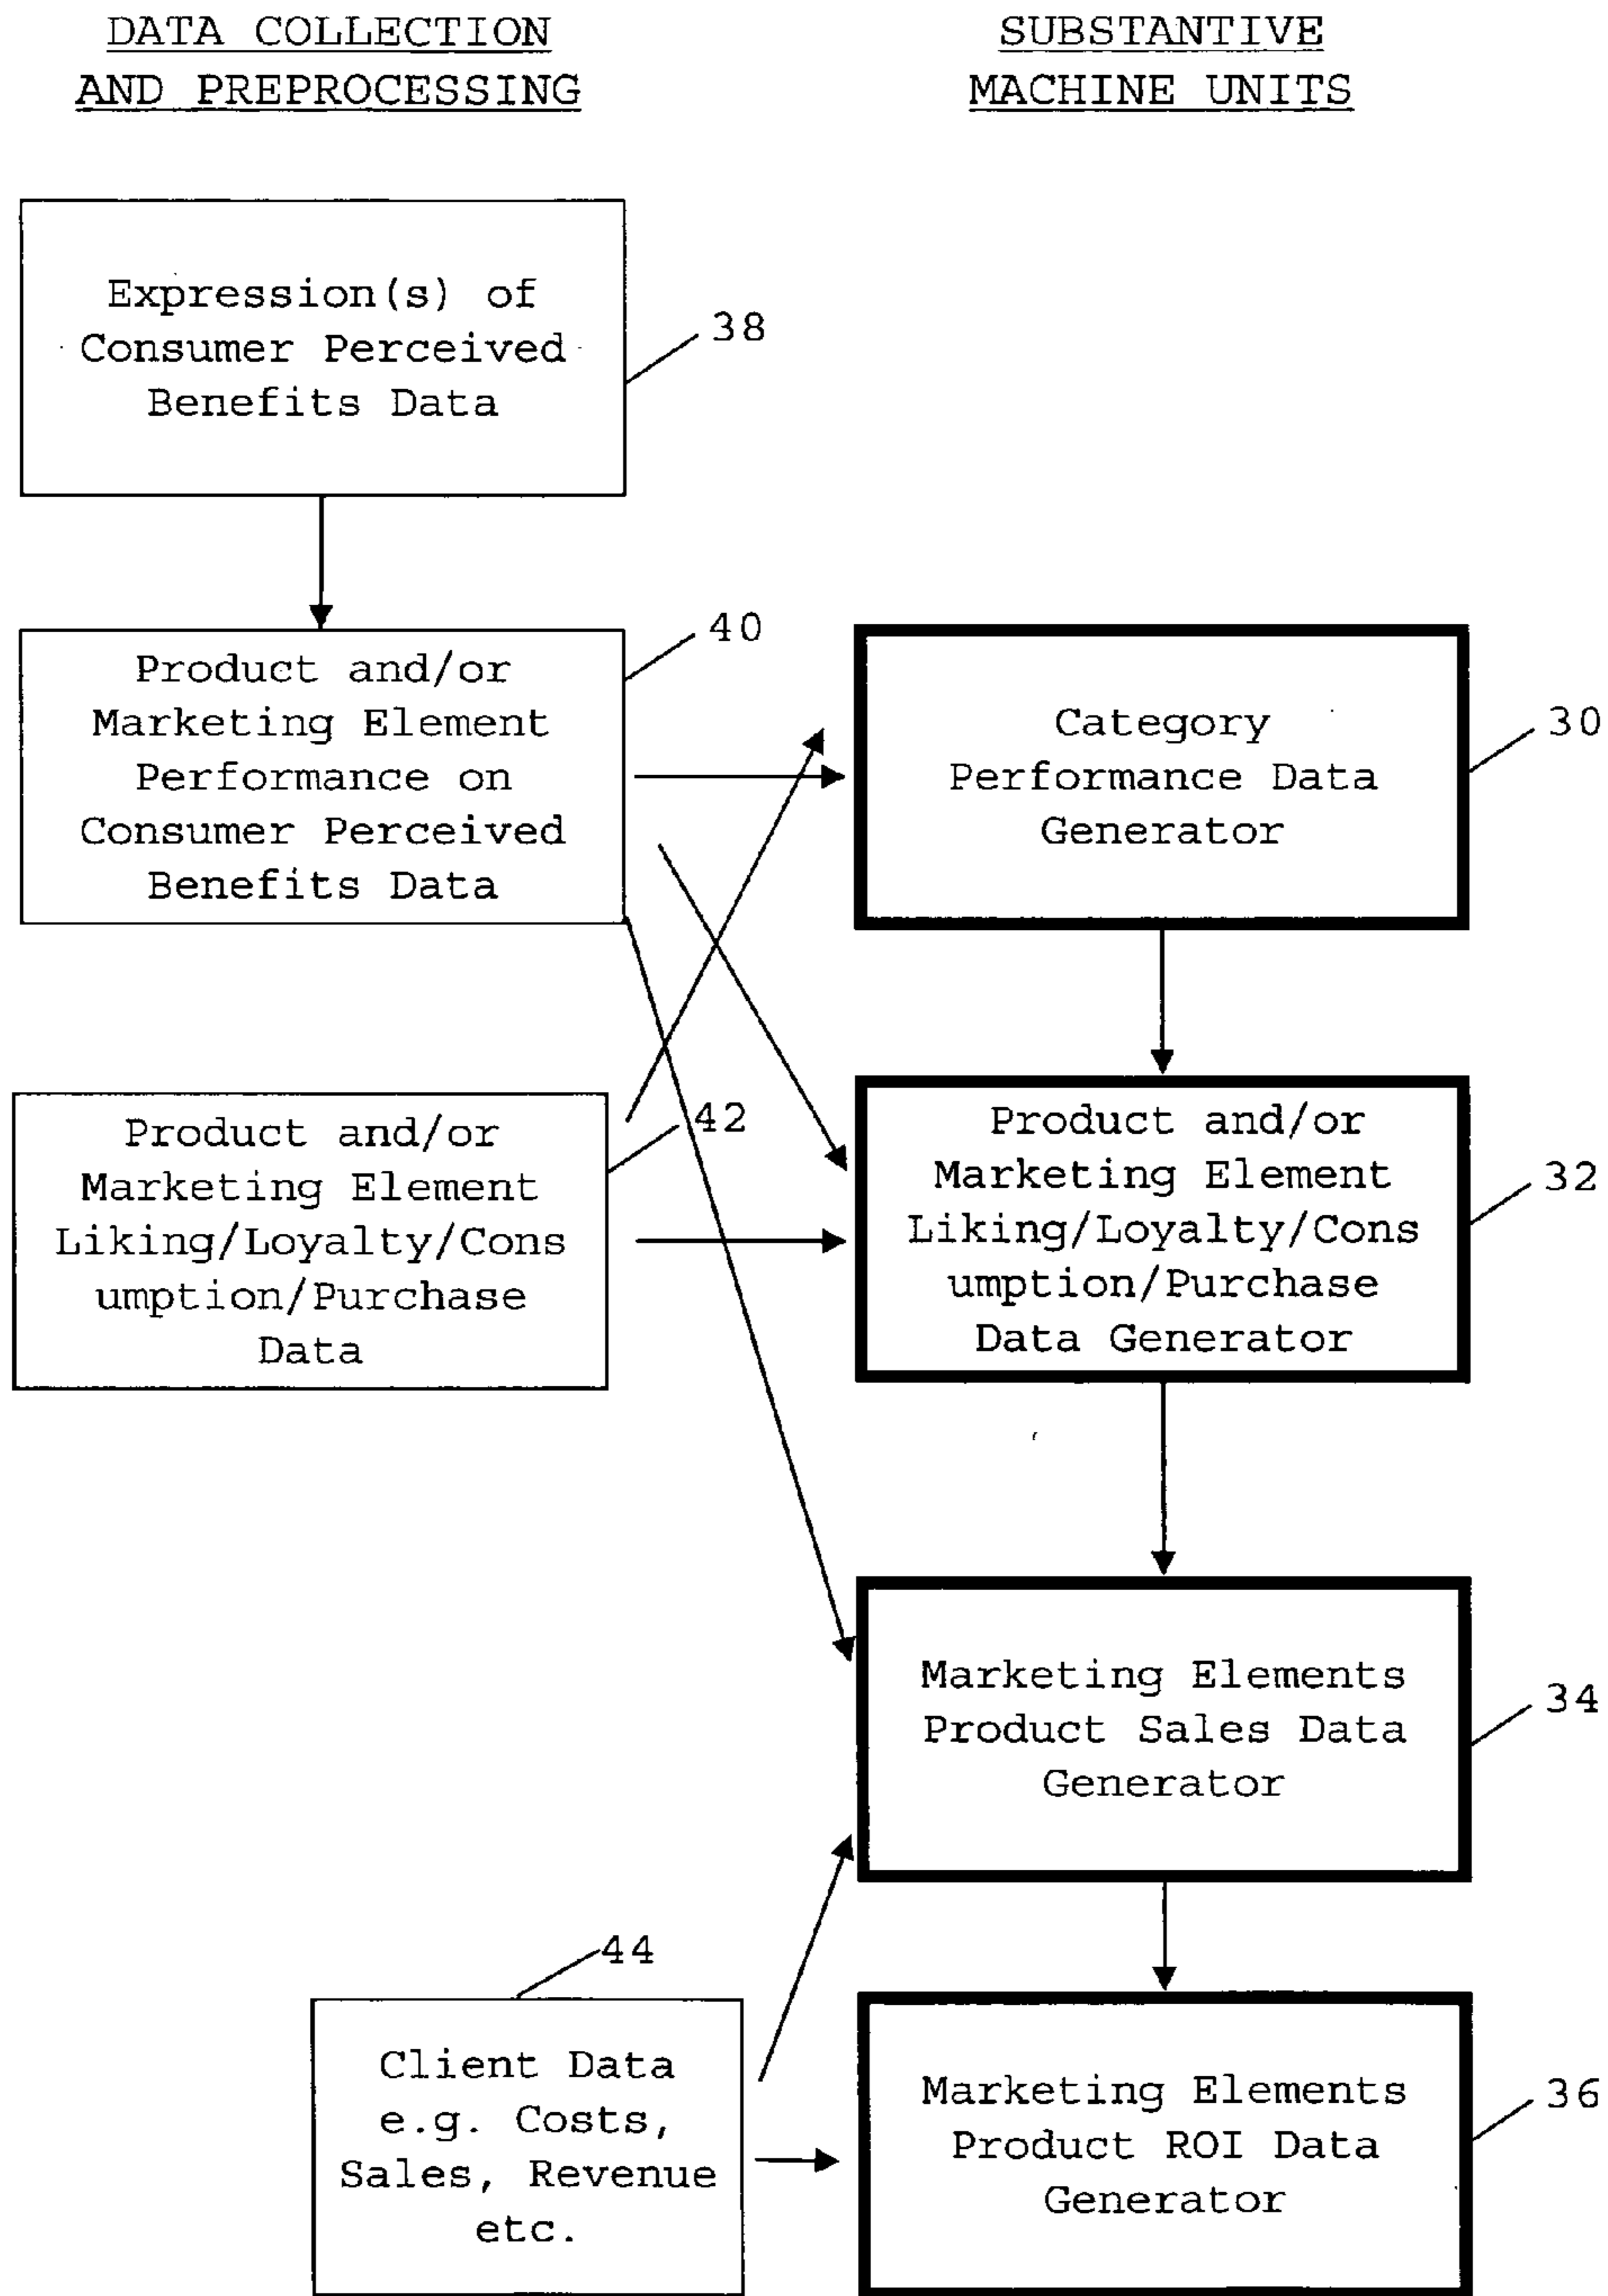 DATA COLLECTION
AND PREPROCESSING
SUBSTANTIVE
MACHINE UNITS
Expression(s) of
Consumer Perceived
Benefits Data
38
Product and/or
Marketing Element
Performance on
Consumer Perceived
Benefits Data
40
Category
Performance Data
Generator
30
Product and/or
Marketing Element
Liking/Loyalty/Cons
umption/Purchase
Data
42
Product and/or
Marketing Element
Liking/Loyalty/Cons
umption/Purchase
Data Generator
32
Marketing Elements
Product Sales Data
Generator
34
44
Client Data
e.g. Costs,
Sales, Revenue
etc.
Marketing Elements
Product ROI Data
Generator
36